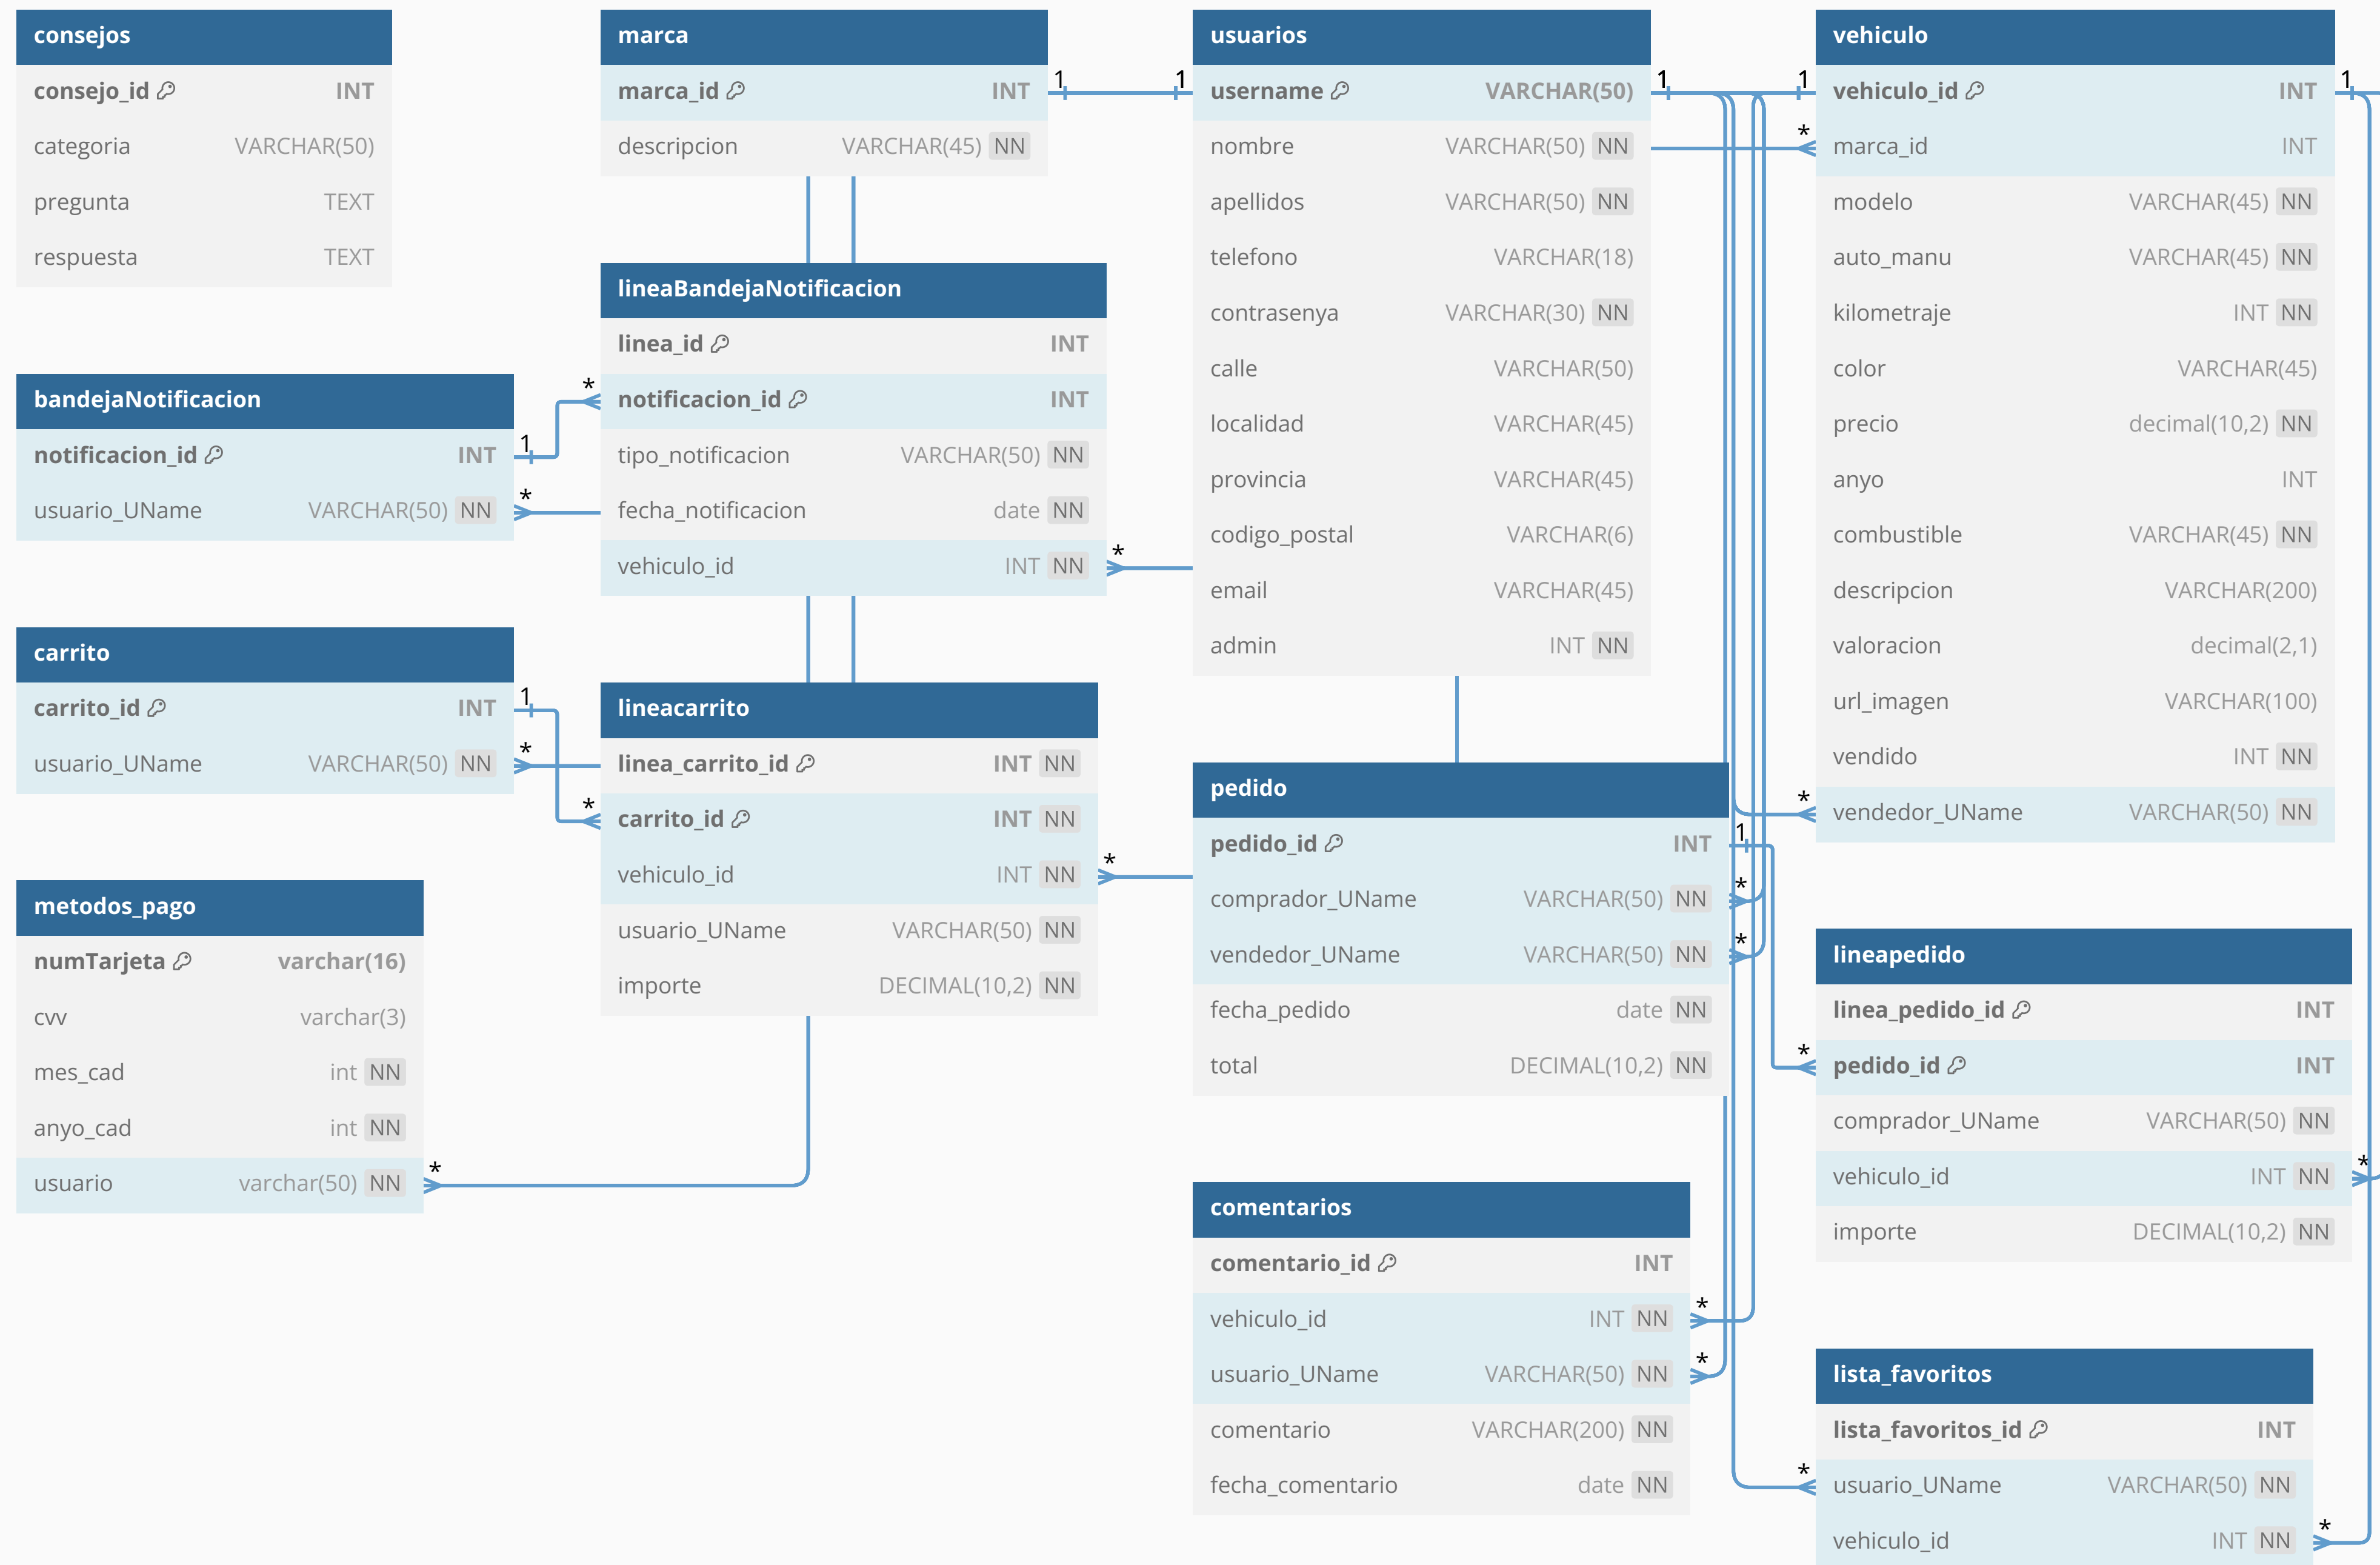 consejos
consejo_id INT
categoria VARCHAR(50)
pregunta TEXT
respuesta TEXT
bandejaNotificacion
notificacion_id INT 1
usuario_UName VARCHAR(50) NN *
carrito
carrito_id INT 1
usuario_UName VARCHAR(50) NN *
metodos_pago
numTarjeta varchar(16)
cvv varchar(3)
mes_cad int NN
anyo_cad int NN
usuario varchar(50) NN *
marca
marca_id INT 1
descripcion VARCHAR(45) NN
lineaBandejaNotificacion
linea_id INT
* notificacion_id INT
tipo_notificacion VARCHAR(50) NN
fecha_notificacion date NN
vehiculo_id INT NN *
lineacarrito
linea_carrito_id INT NN
* carrito_id INT NN
vehiculo_id INT NN *
usuario_UName VARCHAR(50) NN
importe DECIMAL(10,2) NN
usuarios
1 username VARCHAR(50) 1
nombre VARCHAR(50) NN
apellidos VARCHAR(50) NN
telefono VARCHAR(18)
contrasenya VARCHAR(30) NN
calle VARCHAR(50)
localidad VARCHAR(45)
provincia VARCHAR(45)
codigo_postal VARCHAR(6)
email VARCHAR(45)
admin INT NN
pedido
pedido_id INT 1
comprador_UName VARCHAR(50) NN *
vendedor_UName VARCHAR(50) NN *
fecha_pedido date NN
total DECIMAL(10,2) NN
comentarios
comentario_id INT
vehiculo_id INT NN *
usuario_UName VARCHAR(50) NN *
comentario VARCHAR(200) NN
fecha_comentario date NN
vehiculo
1 vehiculo_id INT 1
* marca_id INT
modelo VARCHAR(45) NN
auto_manu VARCHAR(45) NN
kilometraje INT NN
color VARCHAR(45)
precio decimal(10,2) NN
anyo INT
combustible VARCHAR(45) NN
descripcion VARCHAR(200)
valoracion decimal(2,1)
url_imagen VARCHAR(100)
vendido INT NN
* vendedor_UName VARCHAR(50) NN
lineapedido
linea_pedido_id INT
* pedido_id INT
comprador_UName VARCHAR(50) NN
vehiculo_id INT NN *
importe DECIMAL(10,2) NN
lista_favoritos
lista_favoritos_id INT
* usuario_UName VARCHAR(50) NN
vehiculo_id INT NN *